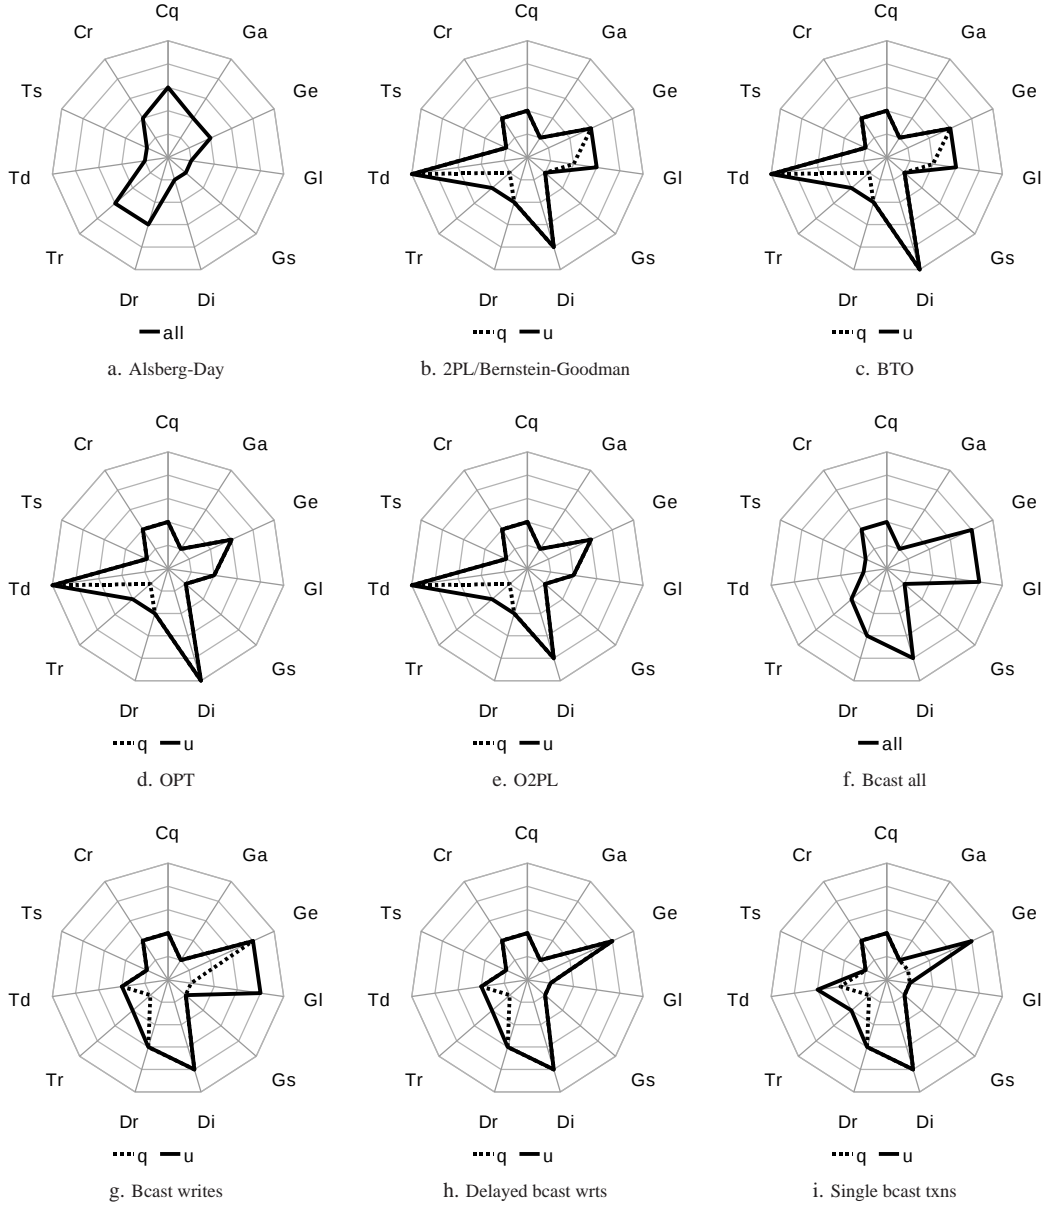 Cq Cq Cq
Cr Ga Cr Ga Cr Ga
Ts Ge Ts Ge Ts Ge
Td Gl Td Gl Td Gl
Tr Gs Tr Gs Tr Gs
Dr Di Dr Di Dr Di
all q u q u
a. Alsberg-Day b. 2PL/Bernstein-Goodman c. BTO
Cq Cq Cq
Cr Ga Cr Ga Cr Ga
Ts Ge Ts Ge Ts Ge
Td Gl Td Gl Td Gl
Tr Gs Tr Gs Tr Gs
Dr Di Dr Di Dr Di
q u q u all
d. OPT e. O2PL f. Bcast all
Cq Cq Cq
Cr Ga Cr Ga Cr Ga
Ts Ge Ts Ge Ts Ge
Td Gl Td Gl Td Gl
Tr Gs Tr Gs Tr Gs
Dr Di Dr Di Dr Di
q u q u q u
g. Bcast writes h. Delayed bcast wrts i. Single bcast txns